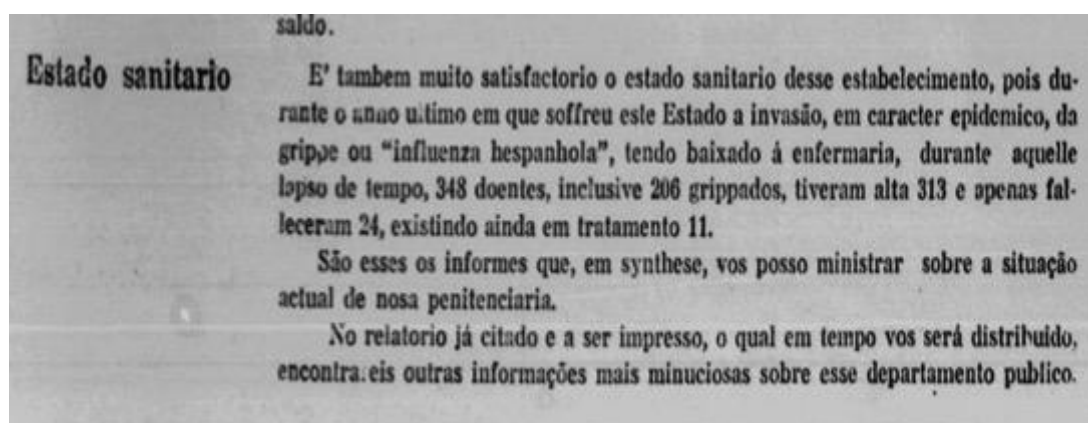 saldo.
Estado sanitario
E' tambem muito satisfactorio o estado sanitario desse estabelecimento, pois du-
rante o anno ultimo em que soffreu este Estado a invasão, em caracter epidemico, da
grippe ou "influenza hespanhola", tendo baixado á enfermaria, durante aquelle
lapso de tempo, 348 doentes, inclusive 206 grippados, tiveram alta 313 e apenas fal-
leceram 24, existindo ainda em tratamento 11.
São esses os informes que, em synthese, vos posso ministrar sobre a situação
actual de nosa penitenciaria.
No relatorio já citado e a ser impresso, o qual em tempo vos será distribuido,
encontrareis outras informações mais minuciosas sobre esse departamento publico.